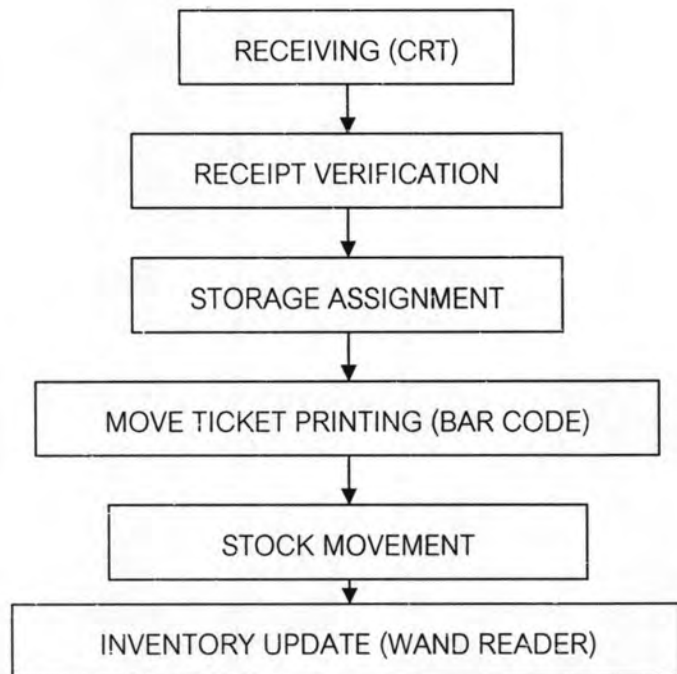 RECEIVING (CRT)
RECEIPT VERIFICATION
STORAGE ASSIGNMENT
MOVE TICKET PRINTING (BAR CODE)
STOCK MOVEMENT
INVENTORY UPDATE (WAND READER)